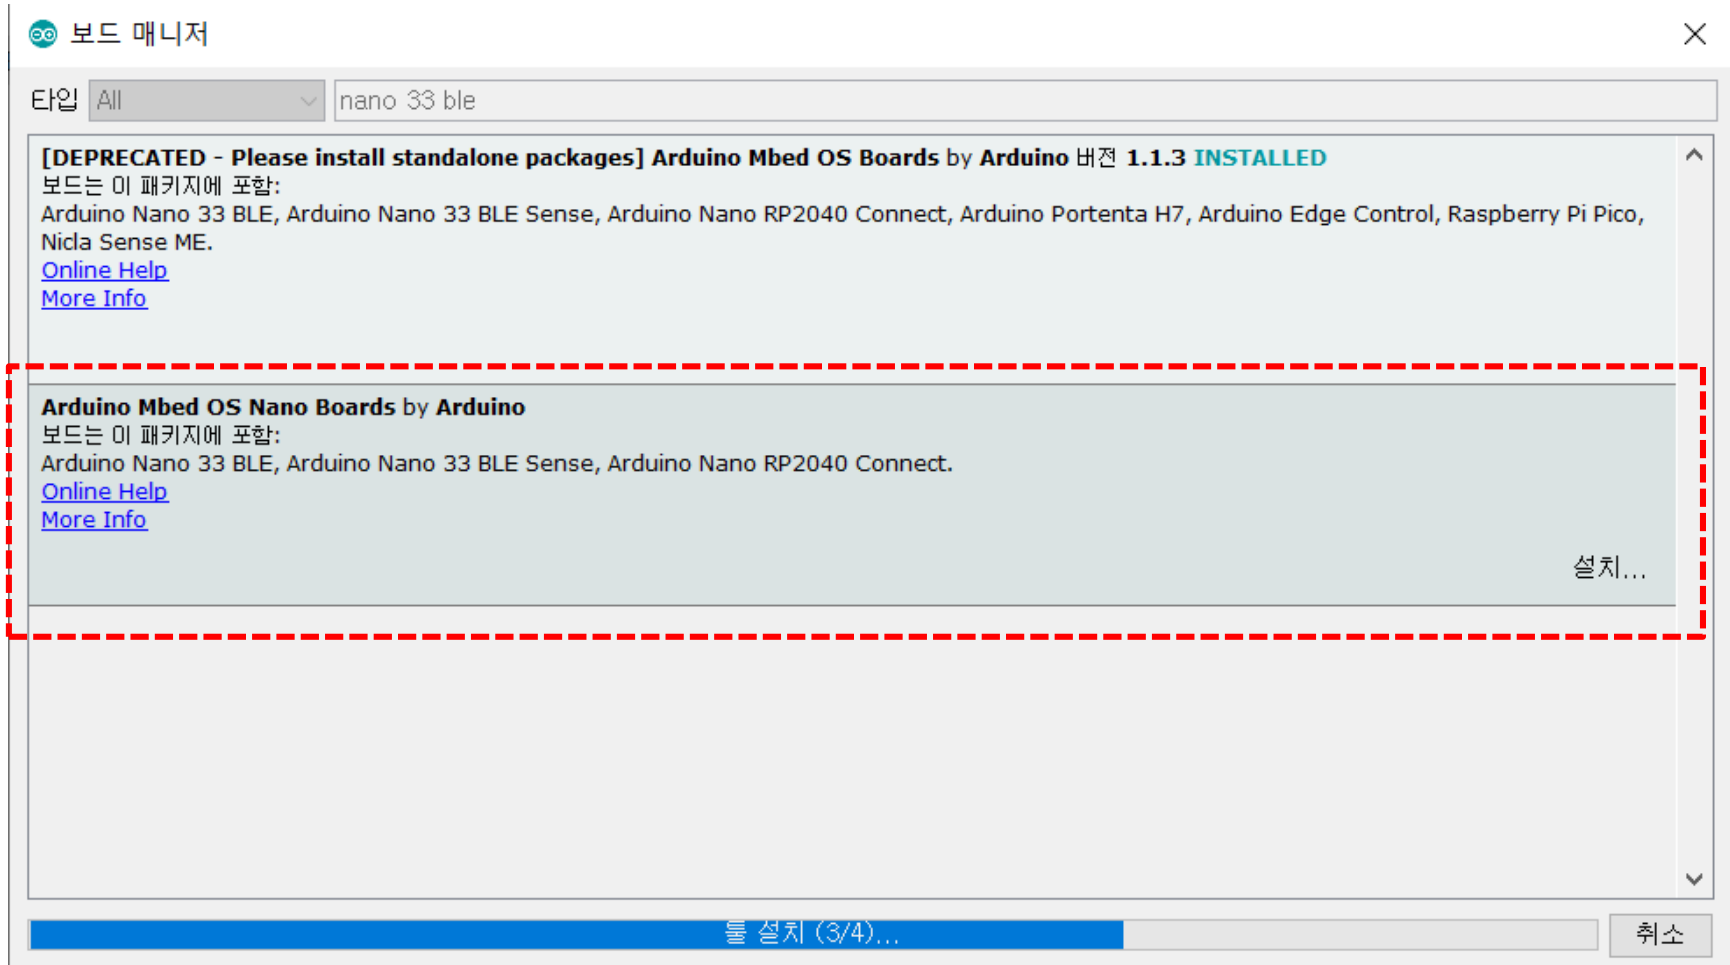 보드 매니저
타입 All nano 33 ble
[DEPRECATED - Please install standalone packages] Arduino Mbed OS Boards by Arduino 버전 1.1.3 INSTALLED
보드는 이 패키지에 포함:
Arduino Nano 33 BLE, Arduino Nano 33 BLE Sense, Arduino Nano RP2040 Connect, Arduino Portenta H7, Arduino Edge Control, Raspberry Pi Pico,
Nicla Sense ME.
Online Help
More Info
Arduino Mbed OS Nano Boards by Arduino
보드는 이 패키지에 포함:
Arduino Nano 33 BLE, Arduino Nano 33 BLE Sense, Arduino Nano RP2040 Connect.
Online Help
More Info
설치...
툴 설치 (3/4)...
취소